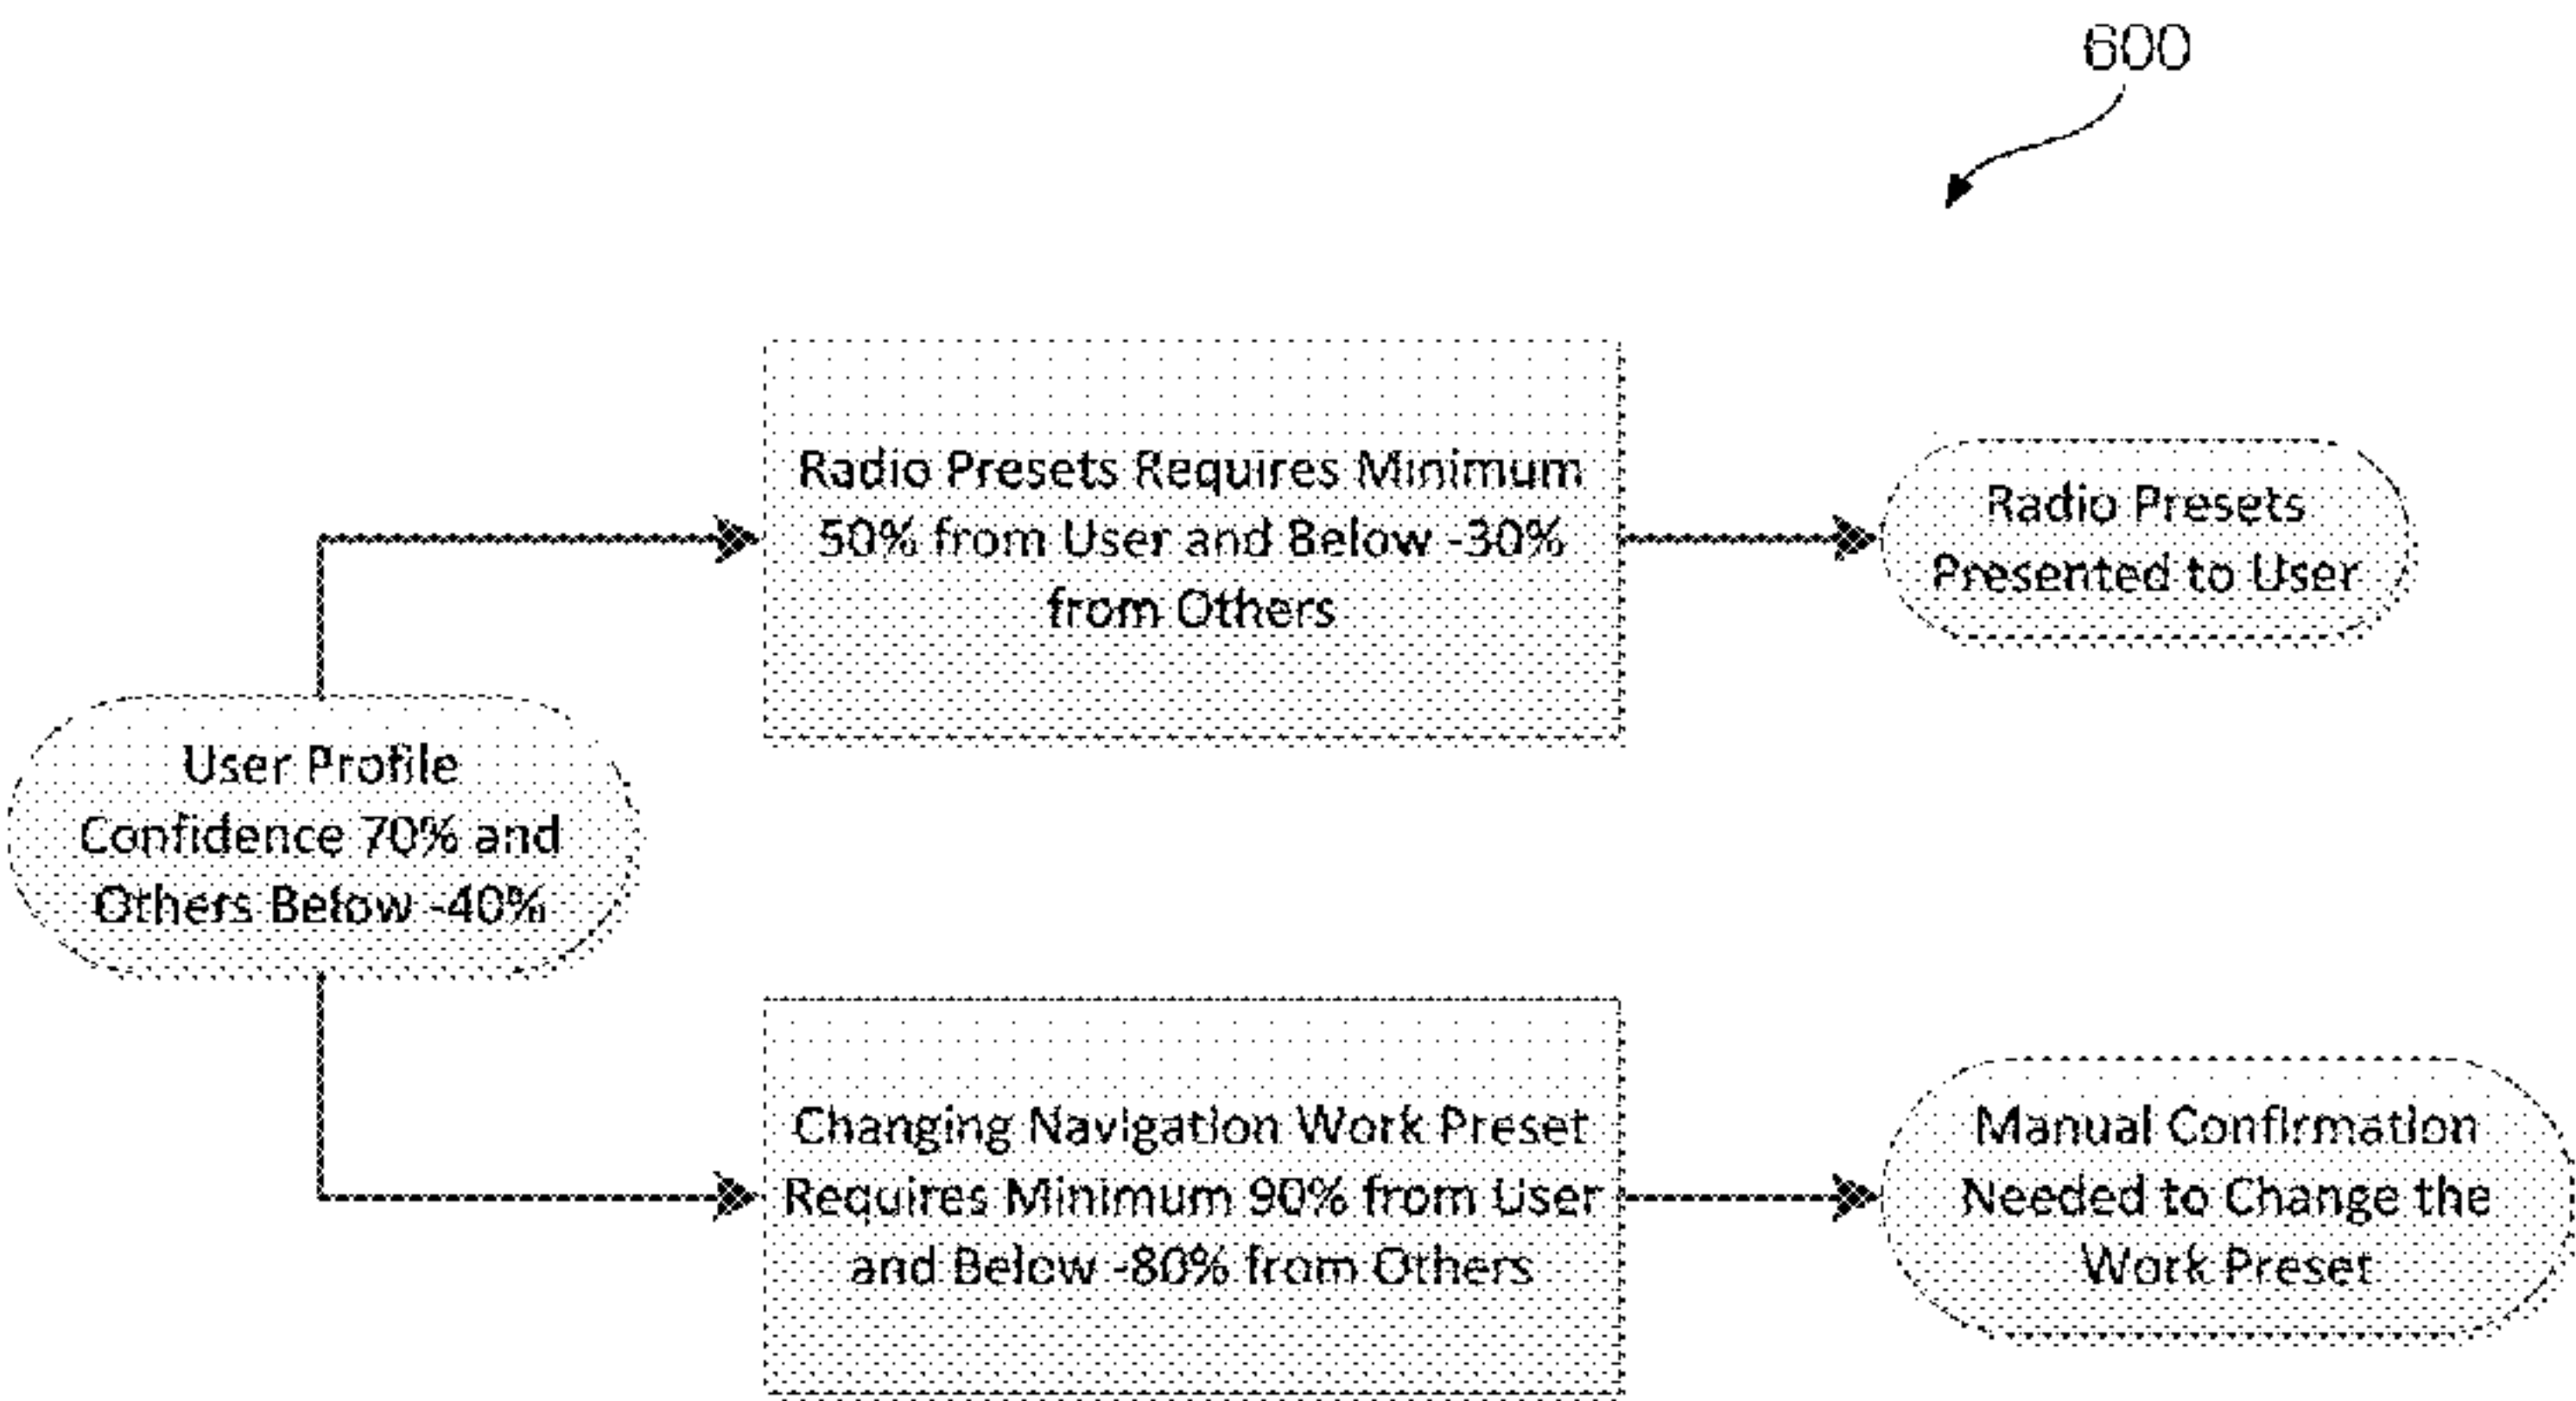 600
Radio Presets Requires Minimum
50% from User and Below -30%
from Others
Radio Presets
Presented to User
User Profile
Confidence 70% and
Others Below -40%
Changing Navigation Work Preset
Requires Minimum 90% from User
and Below -80% from Others
Manual Confirmation
Needed to Change the
Work Preset